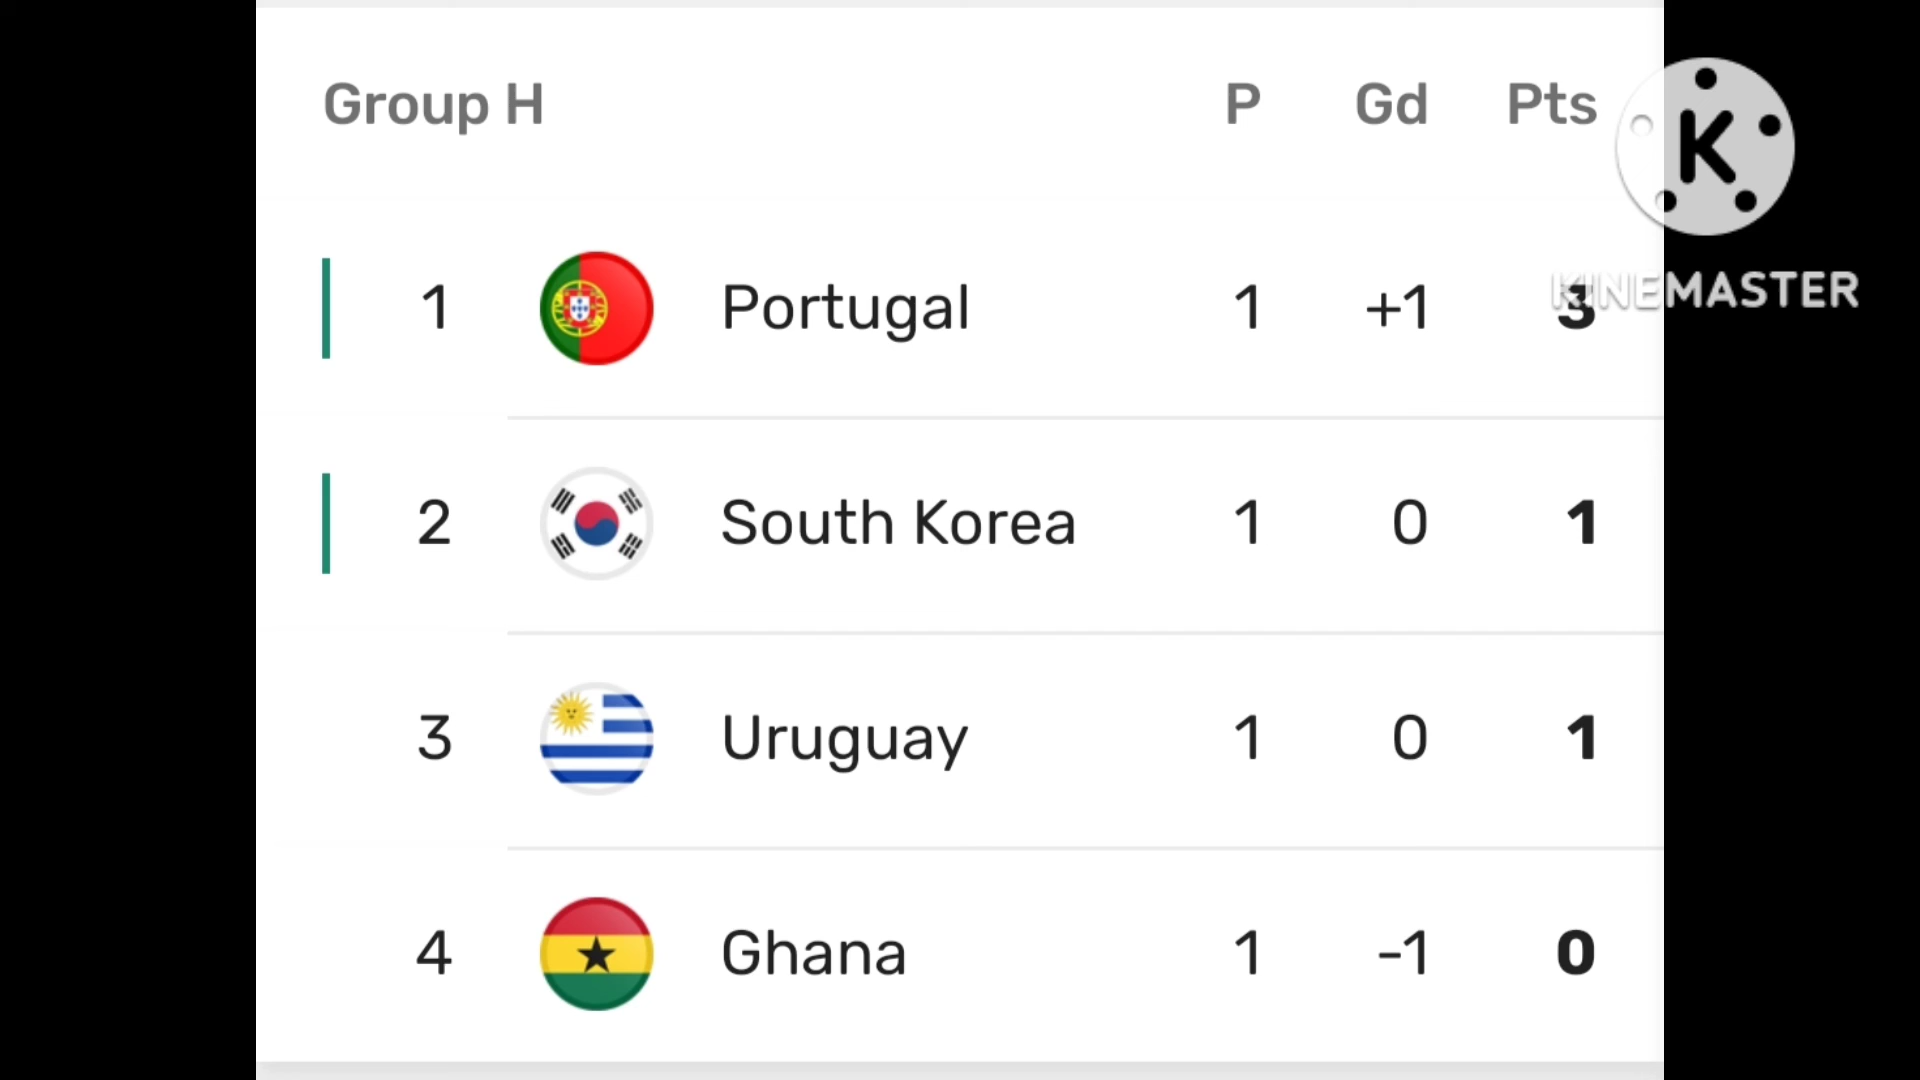 Group H P Gd Pts
1 Portugal 1 +1 3
2 South Korea 1 0 1
3 Uruguay 1 0 1
4 Ghana 1 -1 0
K
KINEMASTER